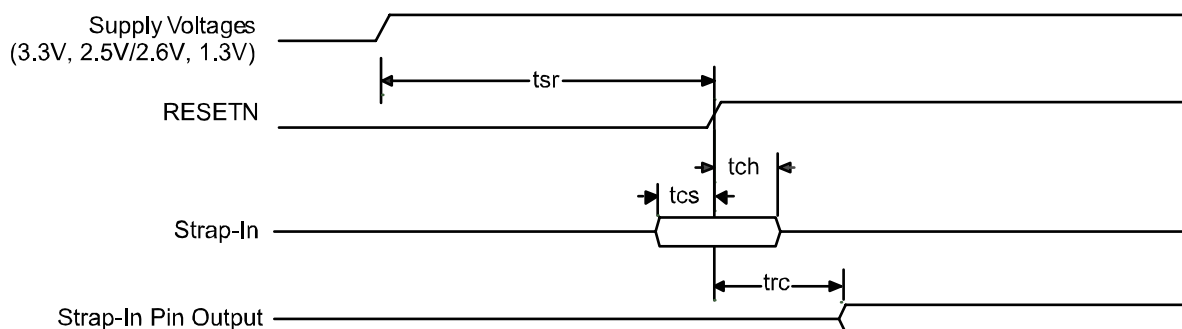 Supply Voltages
(3.3V, 2.5V/2.6V, 1.3V)
tsr
RESETN
tch
tcs
Strap-In
trc
Strap-In Pin Output